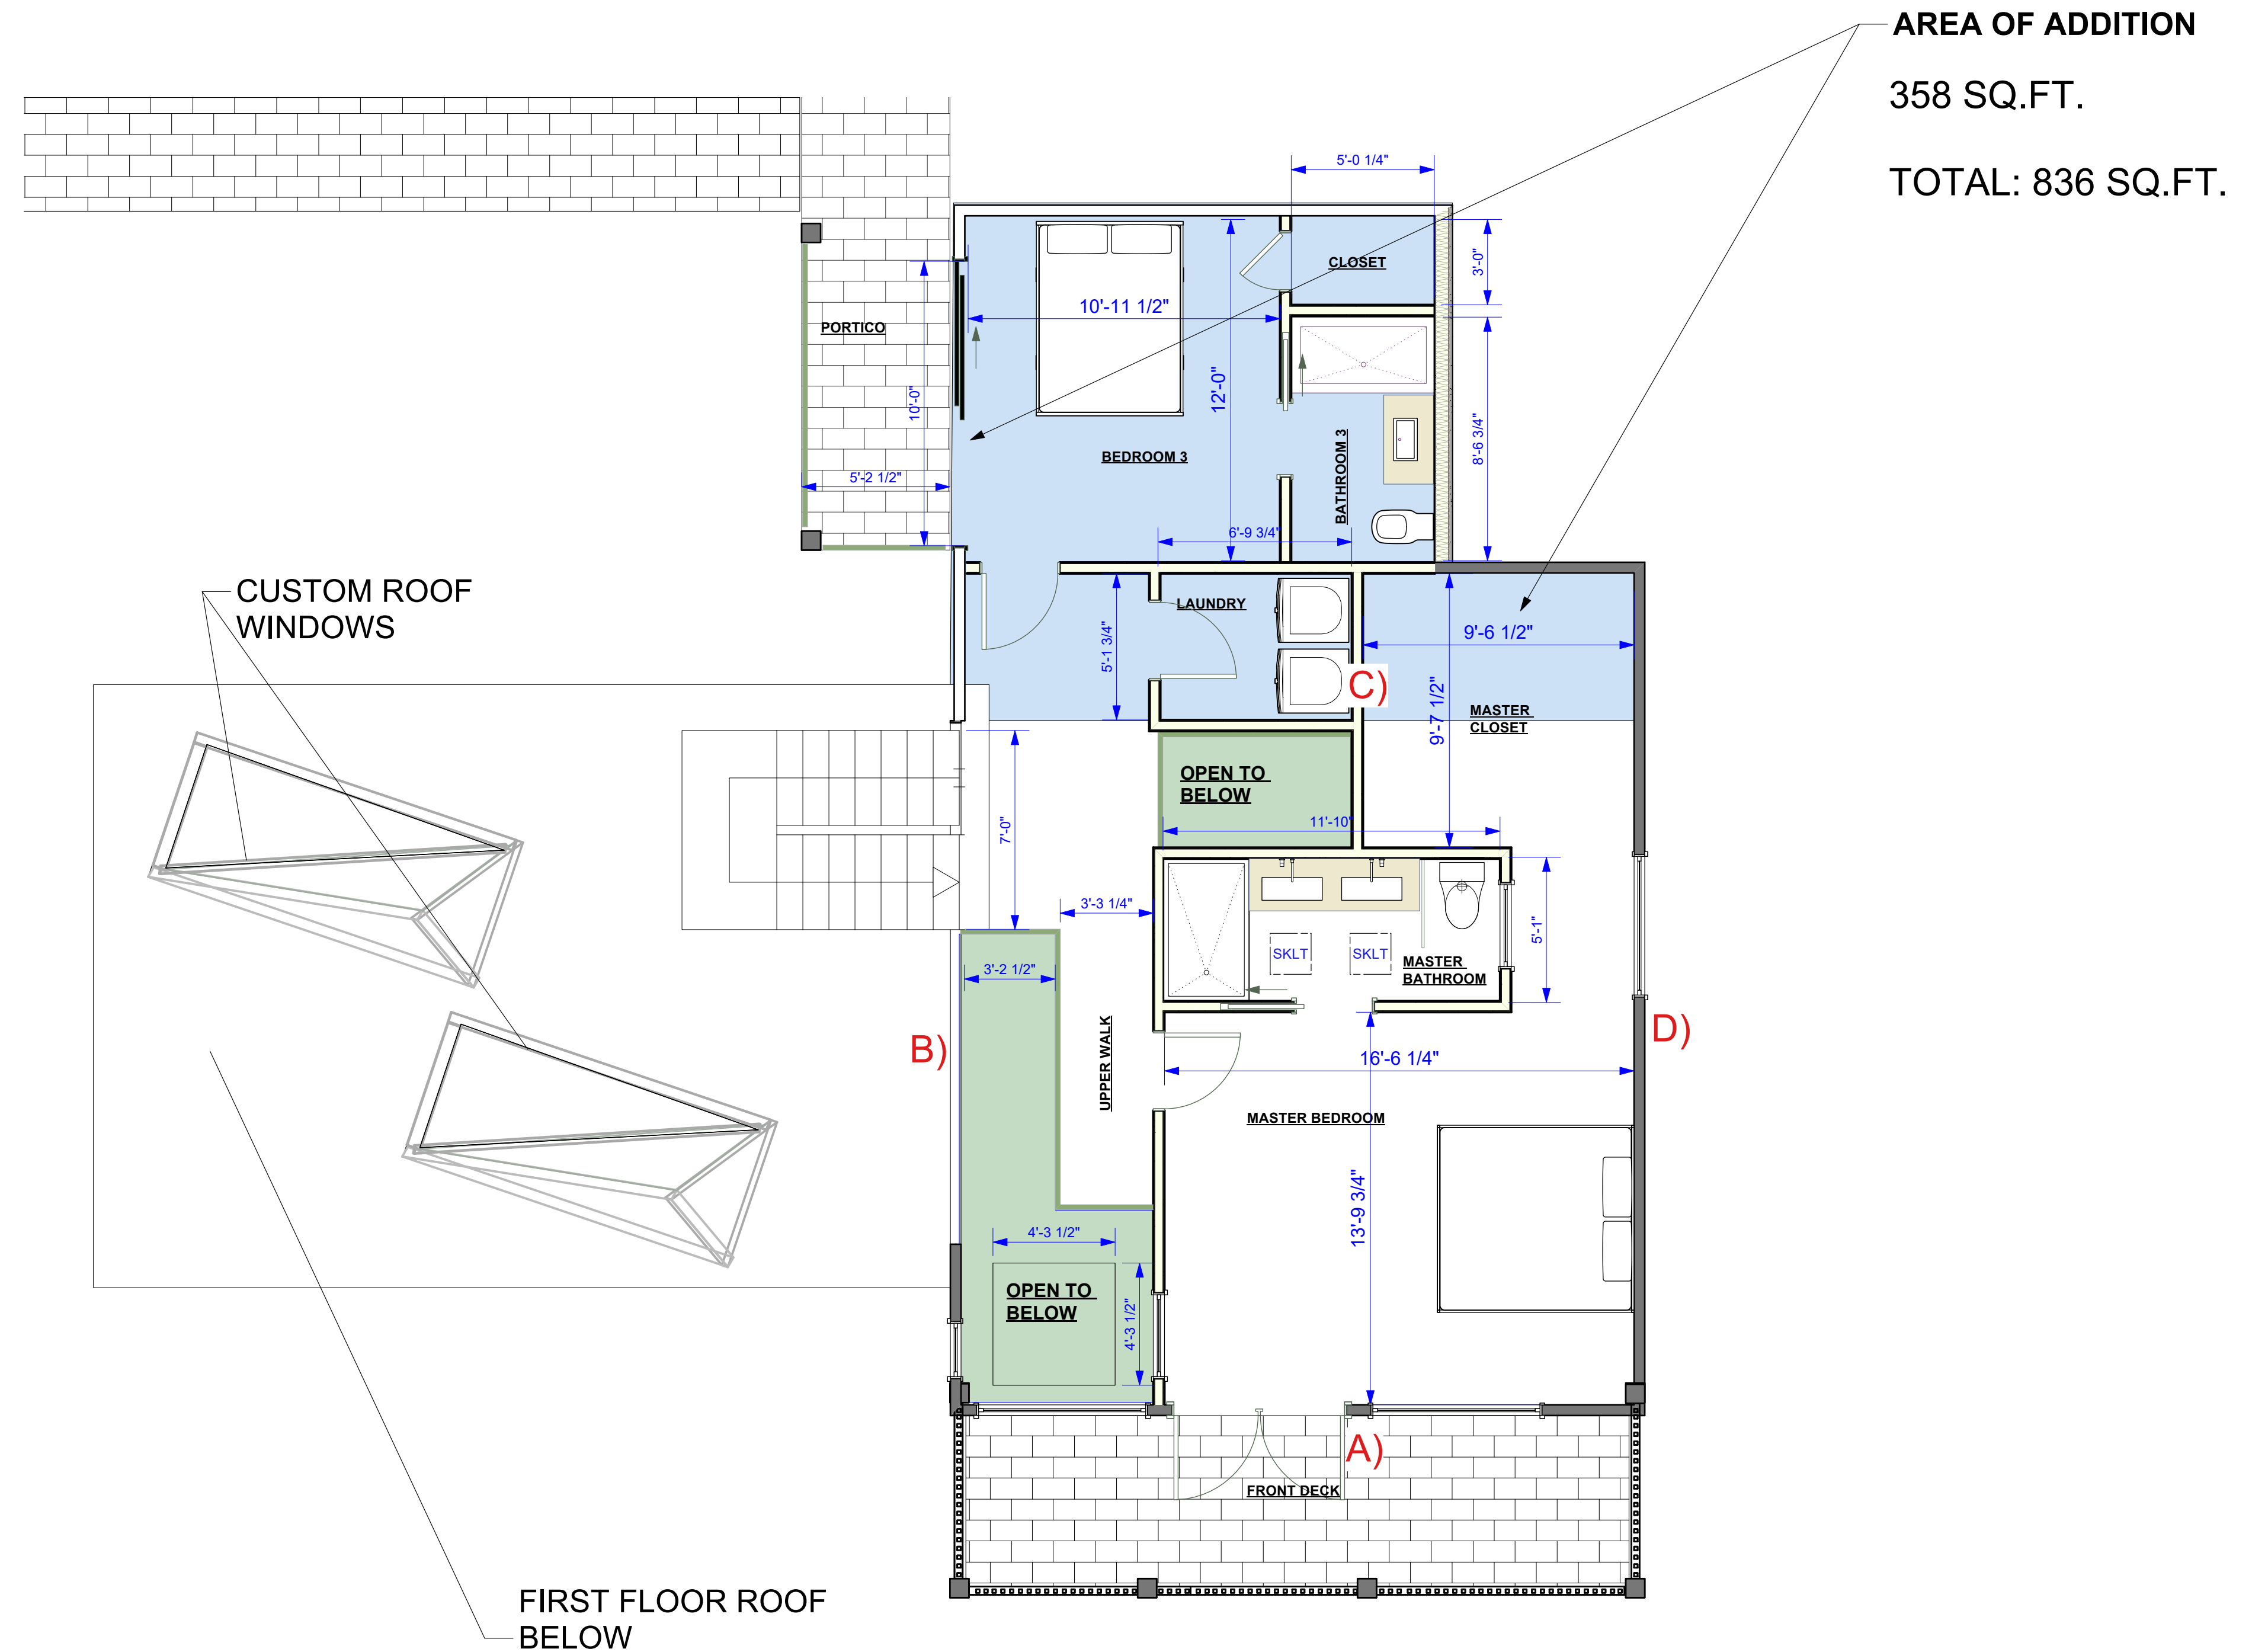 AREA OF ADDITION
358 SQ.FT.
TOTAL: 836 SQ.FT.
5'-0 1/4"
CLOSET
3'-0"
10'-11 1/2"
PORTICO
12'-0"
10'-0"
8'-6 3/4"
BEDROOM 3
BATHROOM 3
5'-2 1/2"
6'-9 3/4"
CUSTOM ROOF
WINDOWS
LAUNDRY
5'-1 3/4"
9'-6 1/2"
C)
9'-7 1/2"
MASTER
CLOSET
OPEN TO
BELOW
7'-0"
11'-10"
3'-3 1/4"
5'-1"
SKLT
SKLT
MASTER
BATHROOM
3'-2 1/2"
B)
D)
UPPER WALK
16'-6 1/4"
MASTER BEDROOM
13'-9 3/4"
4'-3 1/2"
OPEN TO
BELOW
4'-3 1/2"
A)
FRONT DECK
FIRST FLOOR ROOF
BELOW